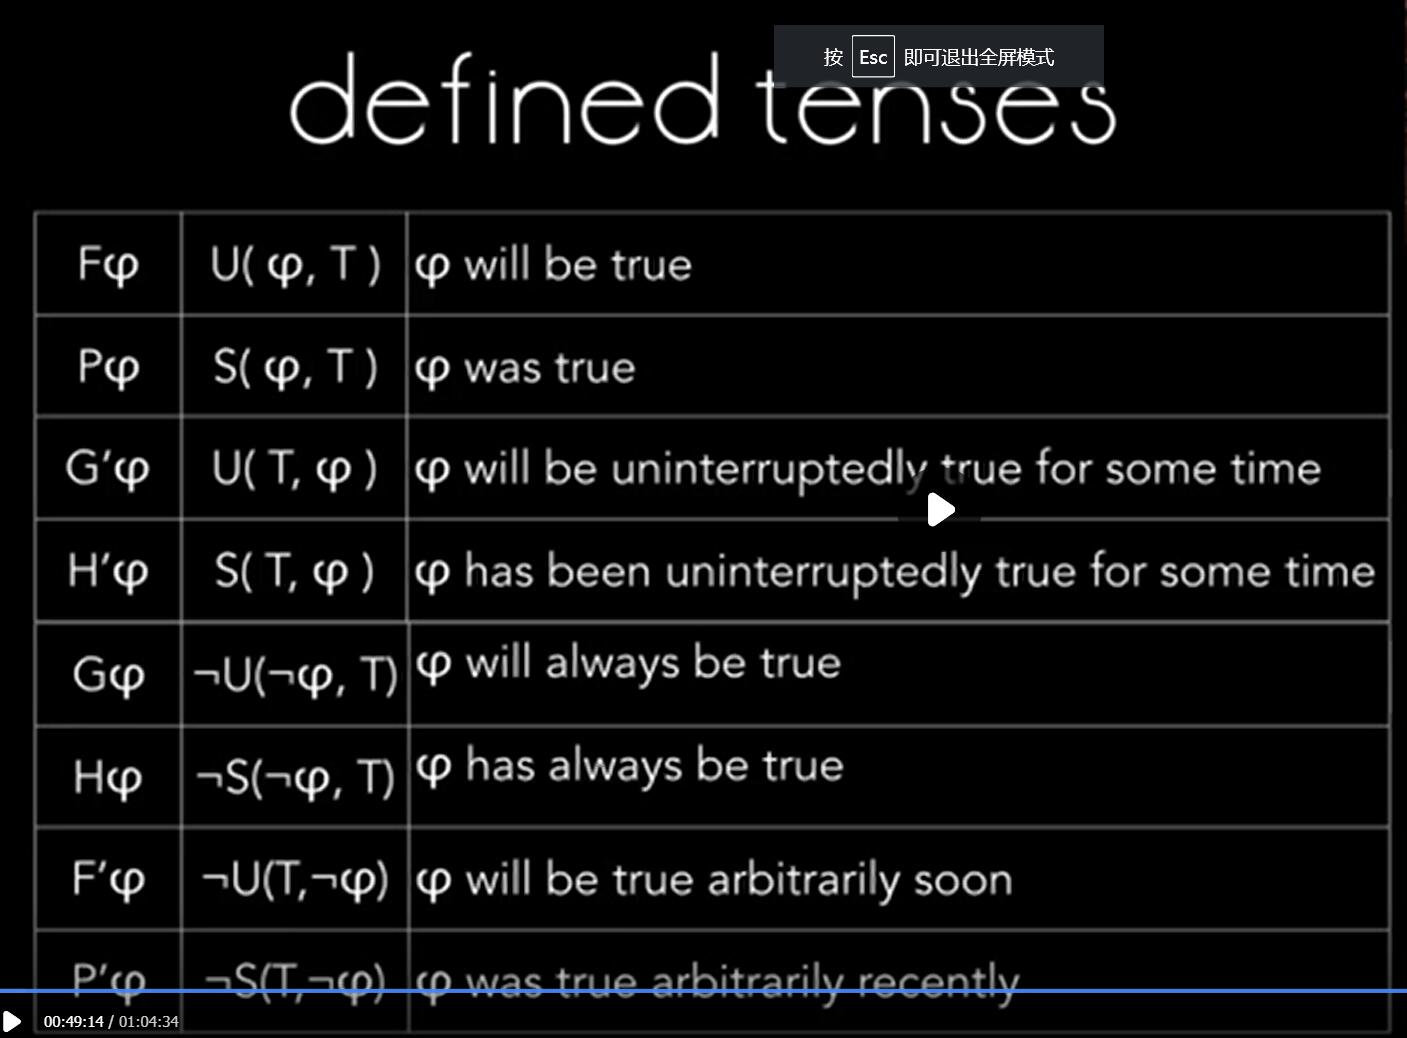 按 Esc 即可退出全屏模式
defined tenses
Fφ U( φ, T ) φ will be true
Pφ S( φ, T ) φ was true
G′φ U( T, φ ) φ will be uninterruptedly true for some time
H′φ S( T, φ ) φ has been uninterruptedly true for some time
Gφ ¬U(¬φ, T) φ will always be true
Hφ ¬S(¬φ, T) φ has always be true
F′φ ¬U(T,¬φ) φ will be true arbitrarily soon
P′φ ¬S(T,¬φ) φ was true arbitrarily recently
00:49:14 / 01:04:34